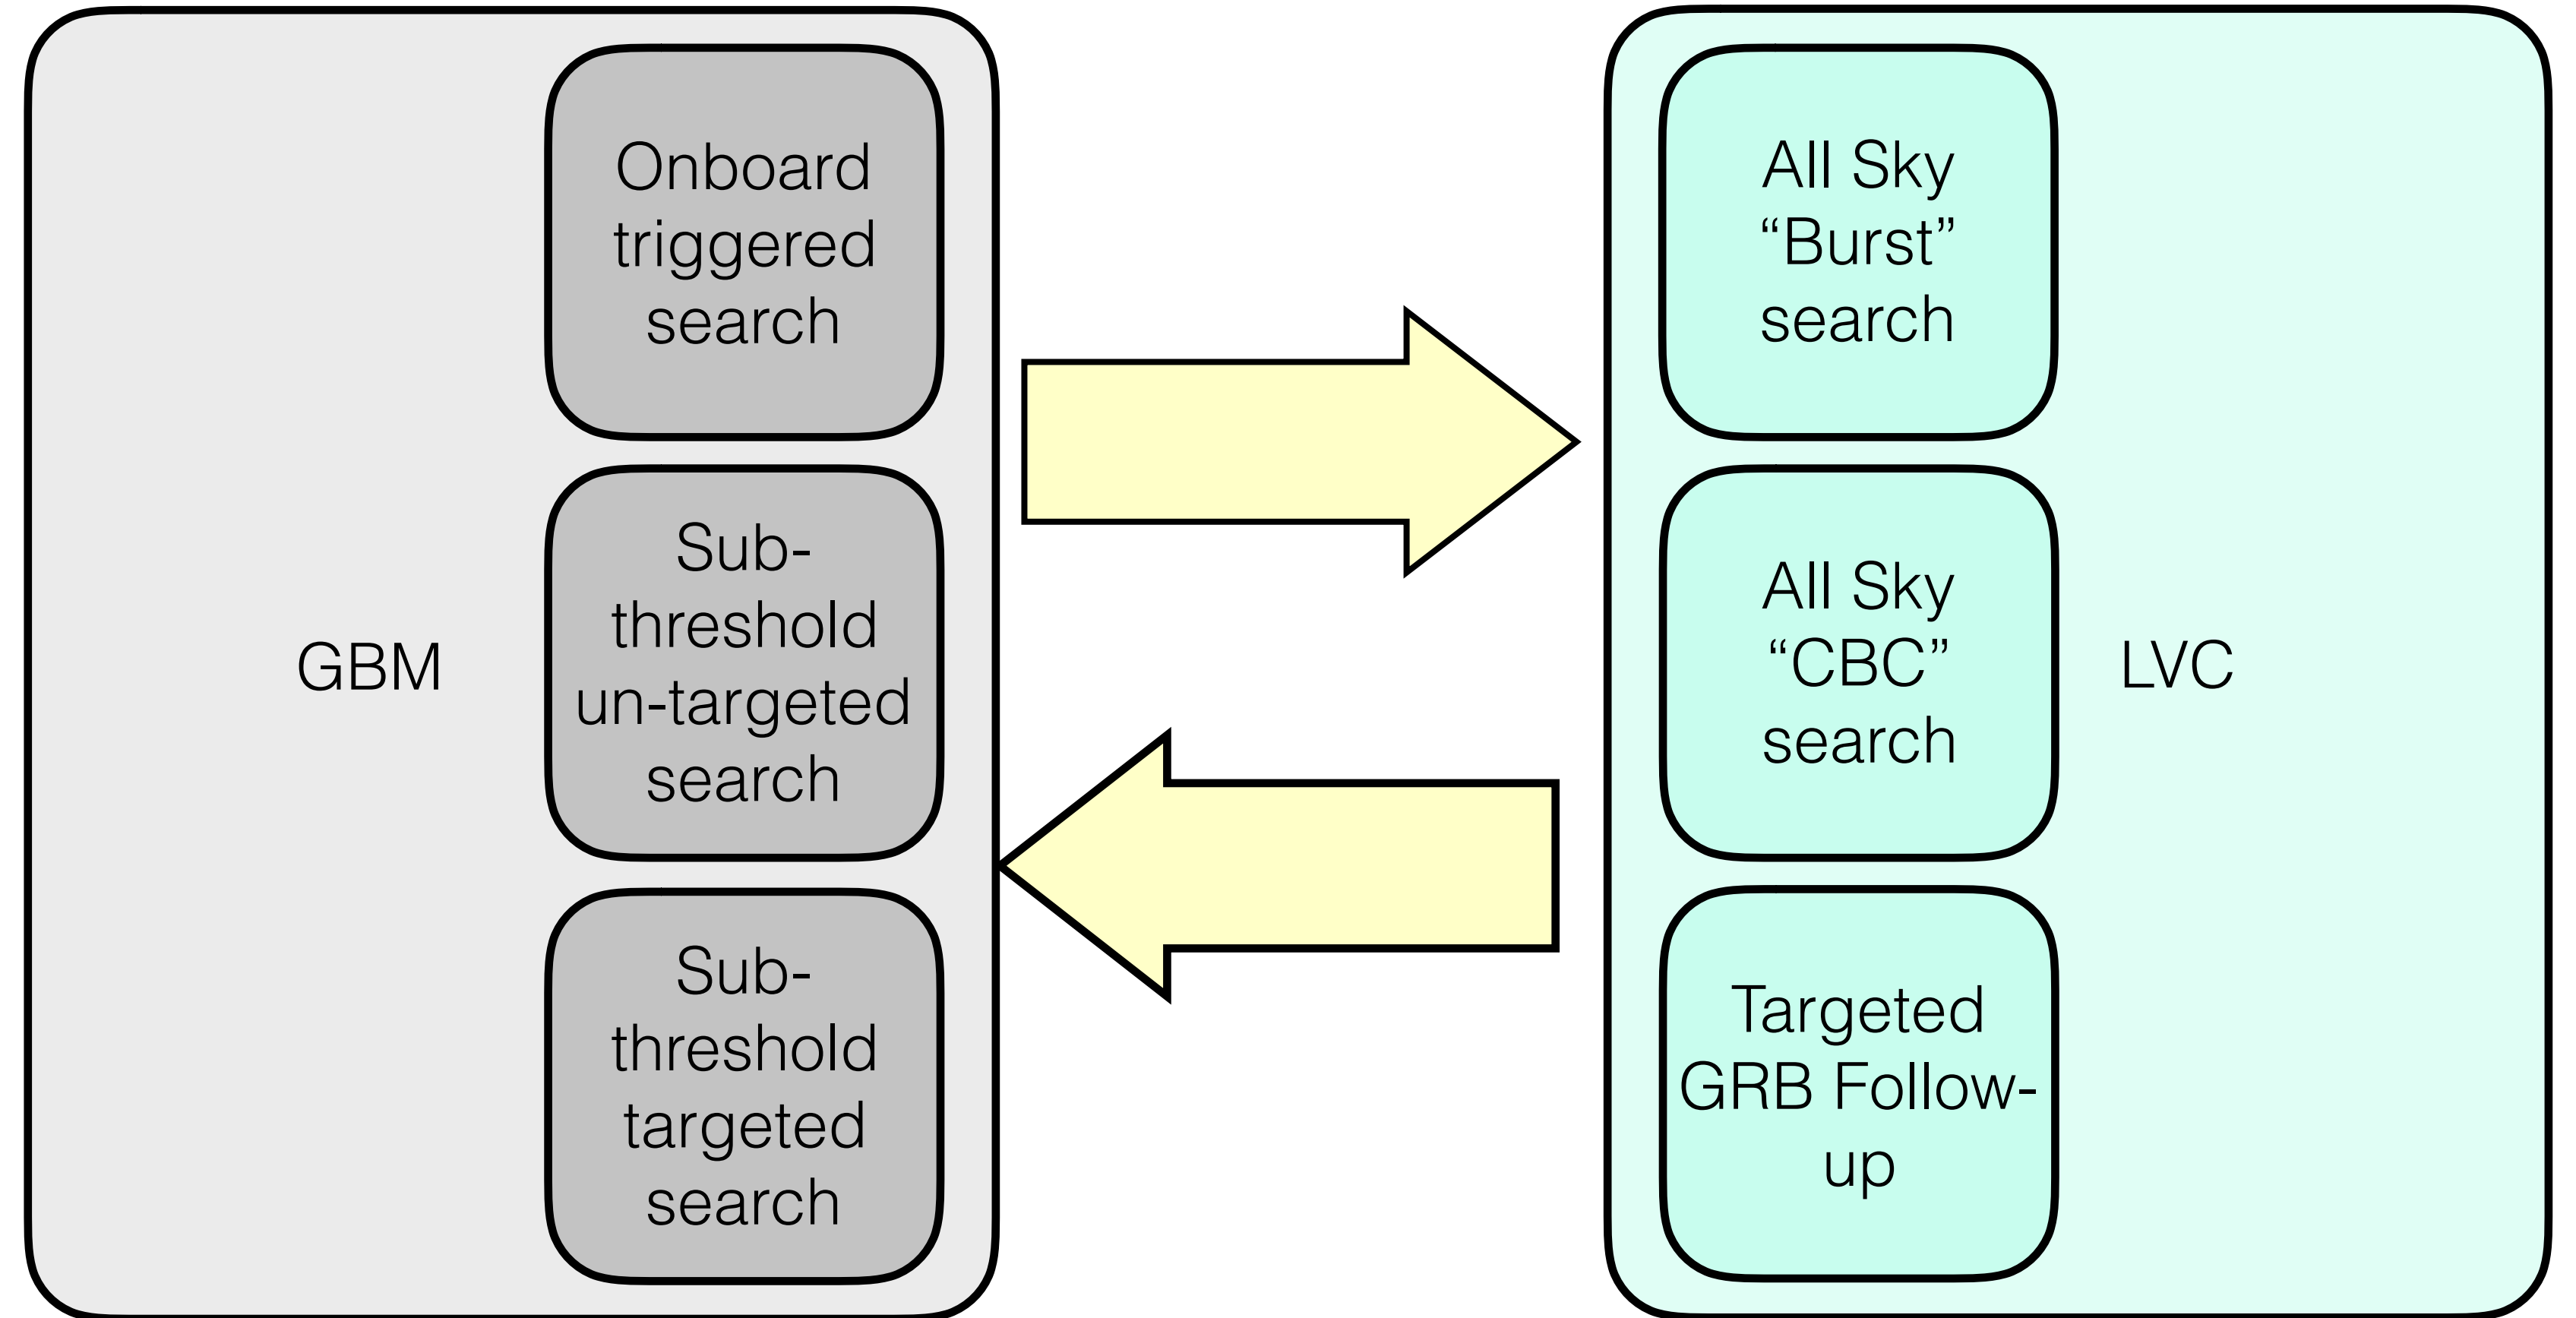 GBM
Onboard
triggered
search
Sub-
threshold
un-targeted
search
Sub-
threshold
targeted
search
All Sky
“Burst”
search
All Sky
“CBC”
search
Targeted
GRB Follow-
up
LVC